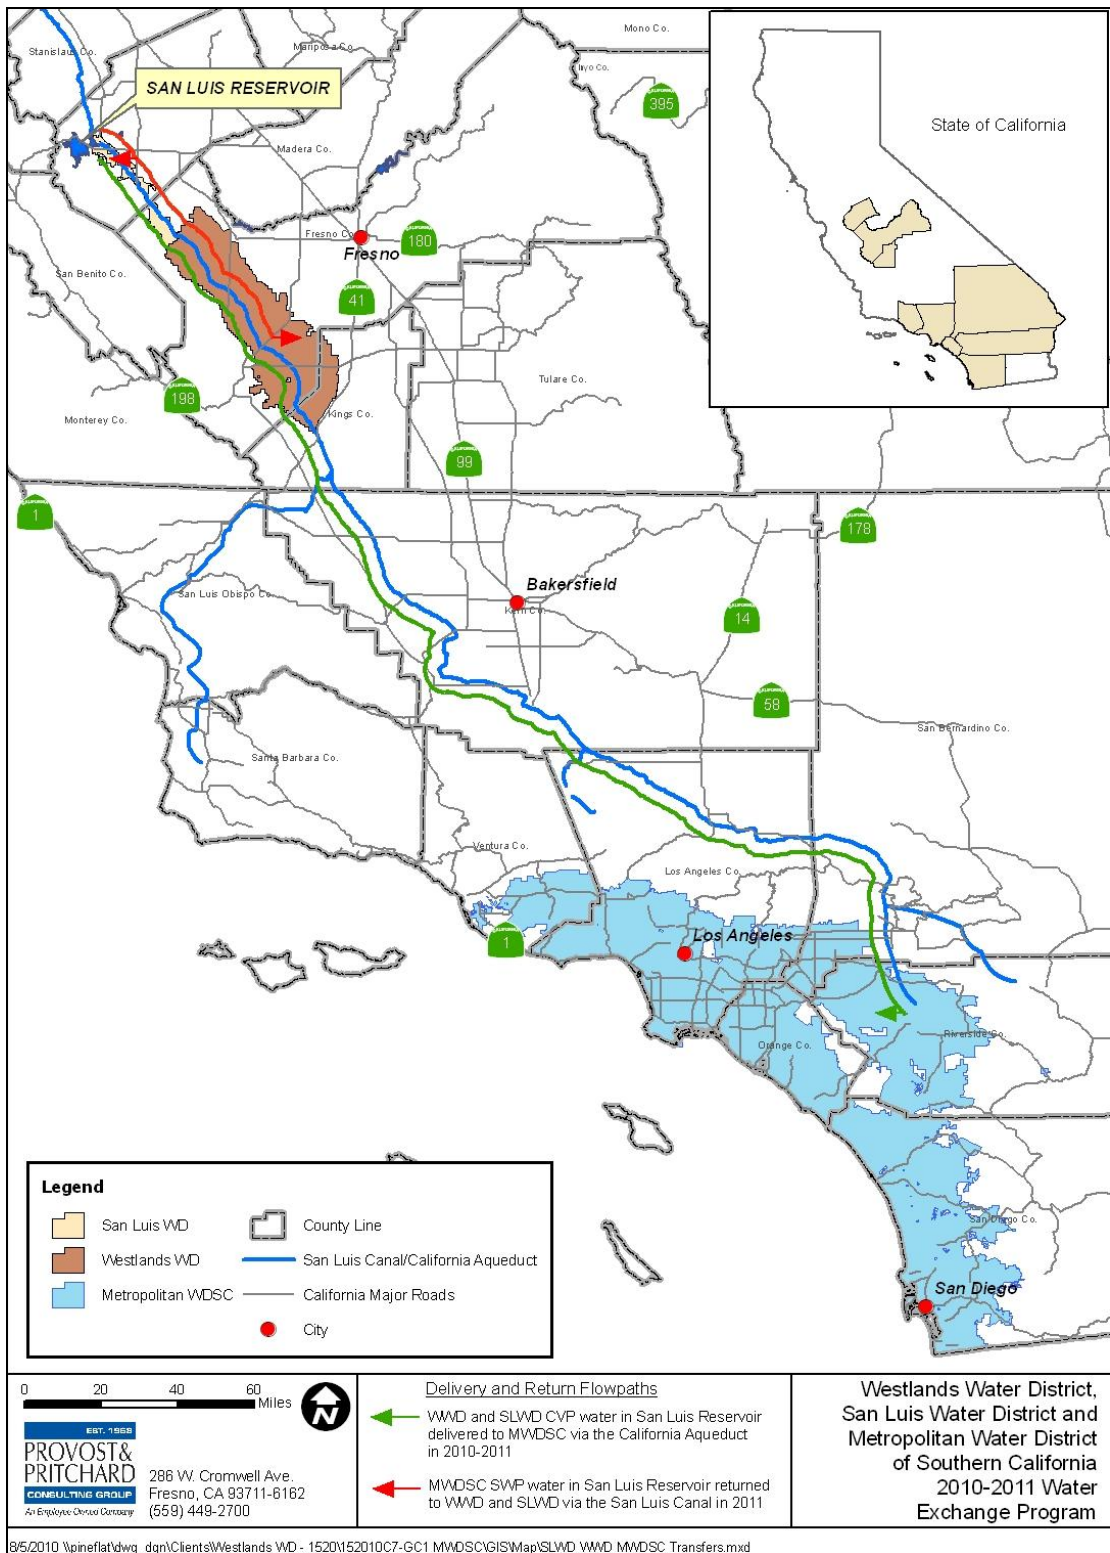 Stanislaus Co.
Mariposa Co.
Mono Co.
Inyo Co.
SAN LUIS RESERVOIR
395
State of California
Madera Co.
Fresno Co.
180
Fresno
San Benito Co.
41
Tulare Co.
198
Monterey Co.
Kings Co.
99
1
178
Bakersfield
Kern Co.
San Luis Obispo Co.
14
58
San Bernardino Co.
Santa Barbara Co.
Ventura Co.
Los Angeles Co.
1
Los Angeles
Riverside Co.
Orange Co.
San Diego Co.
San Diego
Legend
San Luis WD
Westlands WD
Metropolitan WDSC
County Line
San Luis Canal/California Aqueduct
California Major Roads
City
0 20 40 60
Miles
N
EST. 1968
PROVOST&
PRITCHARD
CONSULTING GROUP
An Employee Owned Company
286 W. Cromwell Ave.
Fresno, CA 93711-6162
(559) 449-2700
Delivery and Return Flowpaths
WWD and SLWD CVP water in San Luis Reservoir
delivered to MWDSC via the California Aqueduct
in 2010-2011
MWDSC SWP water in San Luis Reservoir returned
to WWD and SLWD via the San Luis Canal in 2011
Westlands Water District,
San Luis Water District and
Metropolitan Water District
of Southern California
2010-2011 Water
Exchange Program
8/5/2010 \\pineflat\dwg_dgn\Clients\Westlands WD - 1520\152010C7-GC1 MWDSC\GIS\Map\SLWD WWD MWDSC Transfers.mxd